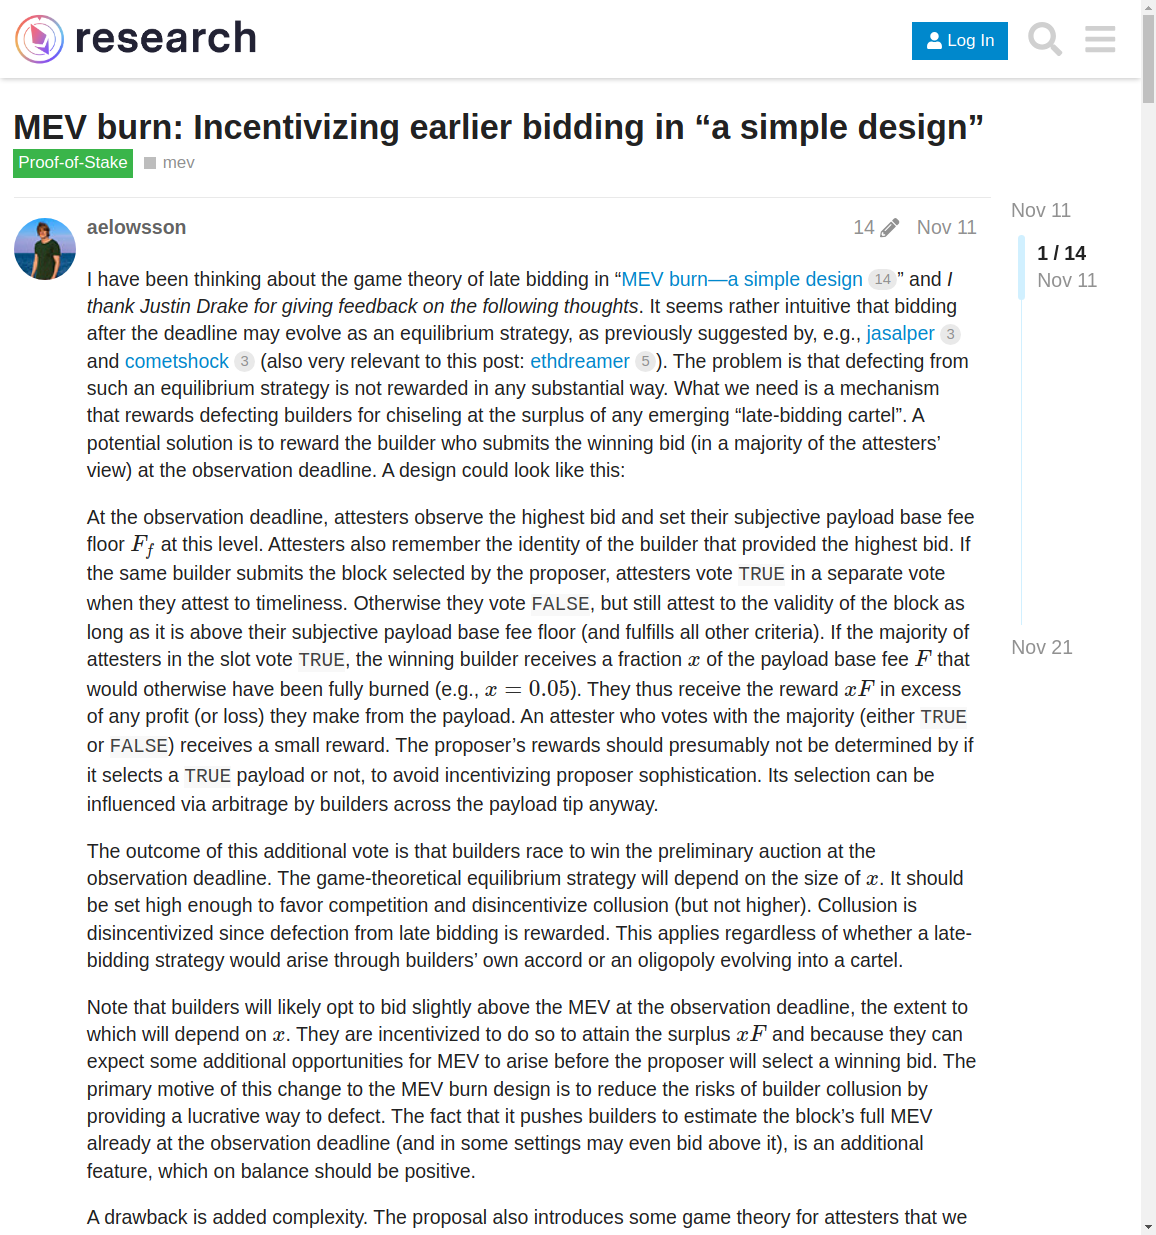 research
Log In
MEV burn: Incentivizing earlier bidding in “a simple design”
Proof-of-Stake mev
aelowsson 14 Nov 11
I have been thinking about the game theory of late bidding in “MEV burn—a simple design 14 ” and I
thank Justin Drake for giving feedback on the following thoughts. It seems rather intuitive that bidding
after the deadline may evolve as an equilibrium strategy, as previously suggested by, e.g., jasalper 3
and cometshock 3 (also very relevant to this post: ethdreamer 5 ). The problem is that defecting from
such an equilibrium strategy is not rewarded in any substantial way. What we need is a mechanism
that rewards defecting builders for chiseling at the surplus of any emerging “late-bidding cartel”. A
potential solution is to reward the builder who submits the winning bid (in a majority of the attesters’
view) at the observation deadline. A design could look like this:
At the observation deadline, attesters observe the highest bid and set their subjective payload base fee
floor F_f at this level. Attesters also remember the identity of the builder that provided the highest bid. If
the same builder submits the block selected by the proposer, attesters vote TRUE in a separate vote
when they attest to timeliness. Otherwise they vote FALSE, but still attest to the validity of the block as
long as it is above their subjective payload base fee floor (and fulfills all other criteria). If the majority of
attesters in the slot vote TRUE, the winning builder receives a fraction x of the payload base fee F that
would otherwise have been fully burned (e.g., x = 0.05). They thus receive the reward xF in excess
of any profit (or loss) they make from the payload. An attester who votes with the majority (either TRUE
or FALSE) receives a small reward. The proposer’s rewards should presumably not be determined by if
it selects a TRUE payload or not, to avoid incentivizing proposer sophistication. Its selection can be
influenced via arbitrage by builders across the payload tip anyway.
The outcome of this additional vote is that builders race to win the preliminary auction at the
observation deadline. The game-theoretical equilibrium strategy will depend on the size of x. It should
be set high enough to favor competition and disincentivize collusion (but not higher). Collusion is
disincentivized since defection from late bidding is rewarded. This applies regardless of whether a late-
bidding strategy would arise through builders’ own accord or an oligopoly evolving into a cartel.
Note that builders will likely opt to bid slightly above the MEV at the observation deadline, the extent to
which will depend on x. They are incentivized to do so to attain the surplus xF and because they can
expect some additional opportunities for MEV to arise before the proposer will select a winning bid. The
primary motive of this change to the MEV burn design is to reduce the risks of builder collusion by
providing a lucrative way to defect. The fact that it pushes builders to estimate the block’s full MEV
already at the observation deadline (and in some settings may even bid above it), is an additional
feature, which on balance should be positive.
A drawback is added complexity. The proposal also introduces some game theory for attesters that we
Nov 11
1 / 14
Nov 11
Nov 21